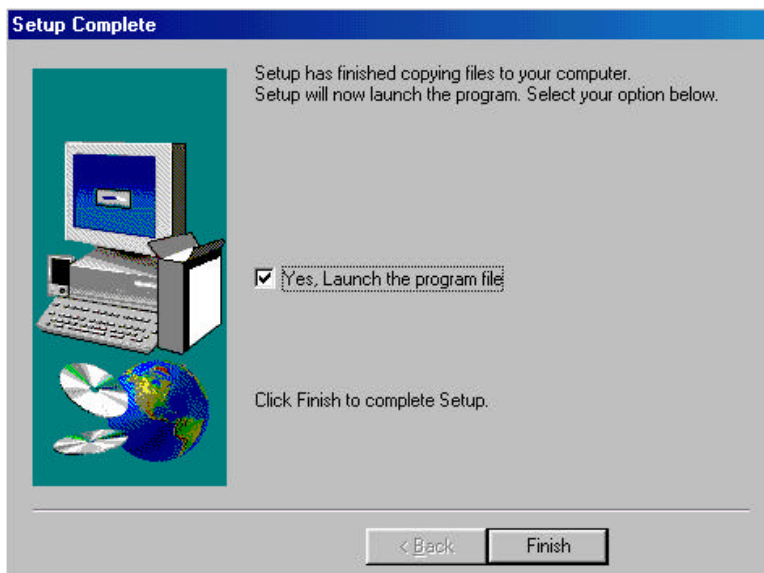 Setup Complete
Setup has finished copying files to your computer.
Setup will now launch the program. Select your option below.
Yes, Launch the program file
Click Finish to complete Setup.
< Back
Finish